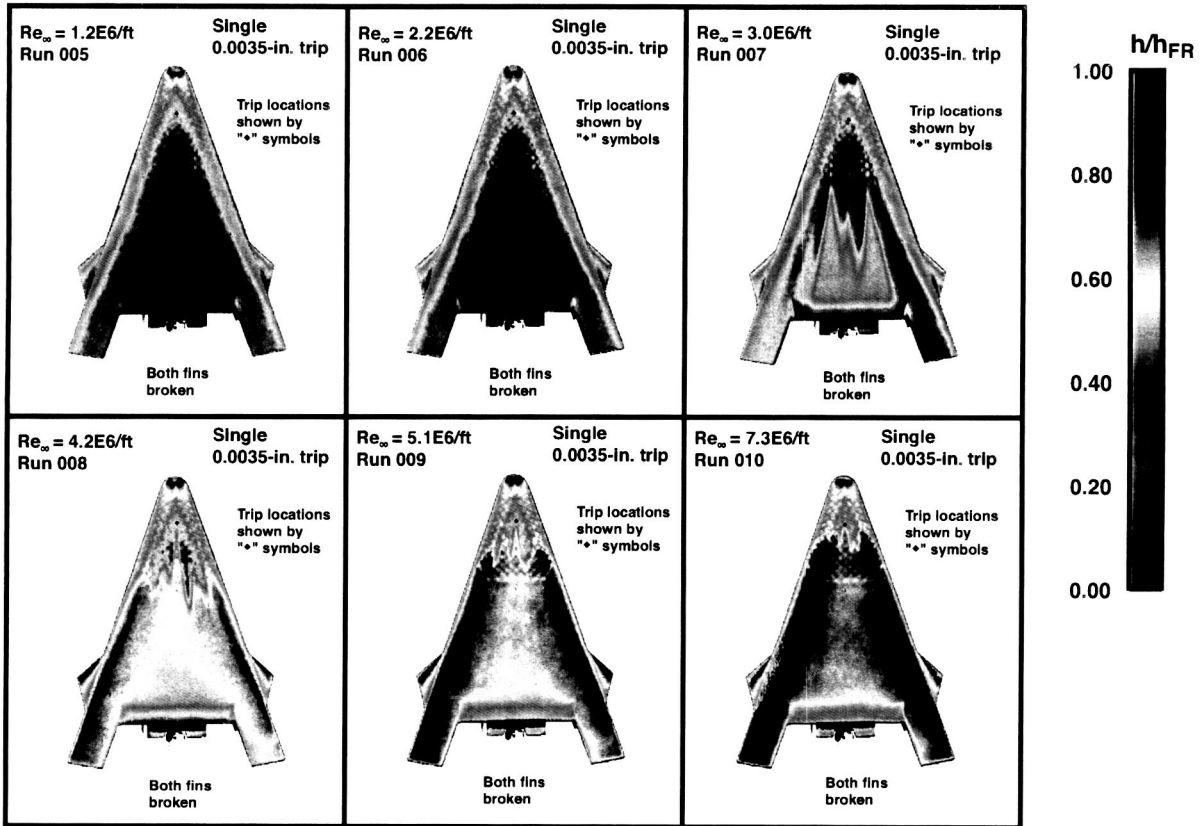 Re∞ = 1.2E6/ft
Run 005
Single
0.0035-in. trip
Trip locations
shown by
"◆" symbols
Both fins
broken
Re∞ = 2.2E6/ft
Run 006
Single
0.0035-in. trip
Trip locations
shown by
"◆" symbols
Both fins
broken
Re∞ = 3.0E6/ft
Run 007
Single
0.0035-in. trip
Trip locations
shown by
"◆" symbols
Both fins
broken
Re∞ = 4.2E6/ft
Run 008
Single
0.0035-in. trip
Trip locations
shown by
"◆" symbols
Both fins
broken
Re∞ = 5.1E6/ft
Run 009
Single
0.0035-in. trip
Trip locations
shown by
"◆" symbols
Both fins
broken
Re∞ = 7.3E6/ft
Run 010
Single
0.0035-in. trip
Trip locations
shown by
"◆" symbols
Both fins
broken
h/hFR
1.00
0.80
0.60
0.40
0.20
0.00